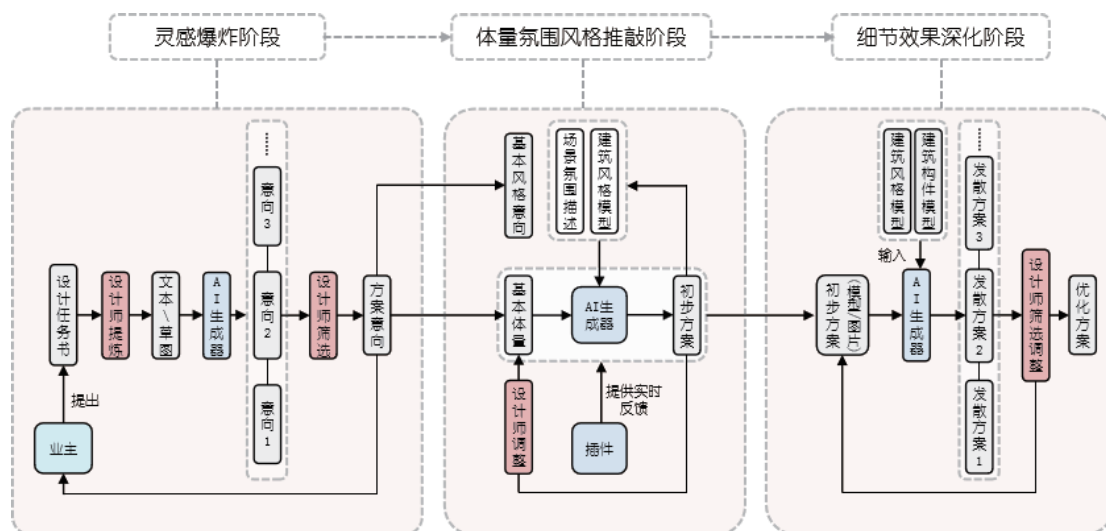 灵感爆炸阶段
体量氛围风格推敲阶段
细节效果深化阶段
设计任务书
设计师提炼
文本\草图
AI生成器
......
意向3
意向2
意向1
设计师筛选
方案意向
提出
业主
基本风格意向
场景氛围描述
建筑风格模型
基本体量
AI生成器
初步方案
设计师调整
提供实时
反馈
插件
建筑风格模型
建筑构件模型
输入
初步方案
(模型/图片)
AI生成器
......
发散方案3
发散方案2
发散方案1
设计师筛选调整
优化方案